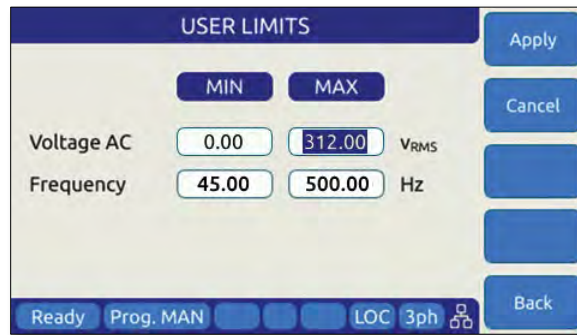 USER LIMITS
Apply
MIN MAX
Cancel
Voltage AC 0.00 312.00 VRMS
Frequency 45.00 500.00 Hz
Ready Prog. MAN LOC 3ph
Back